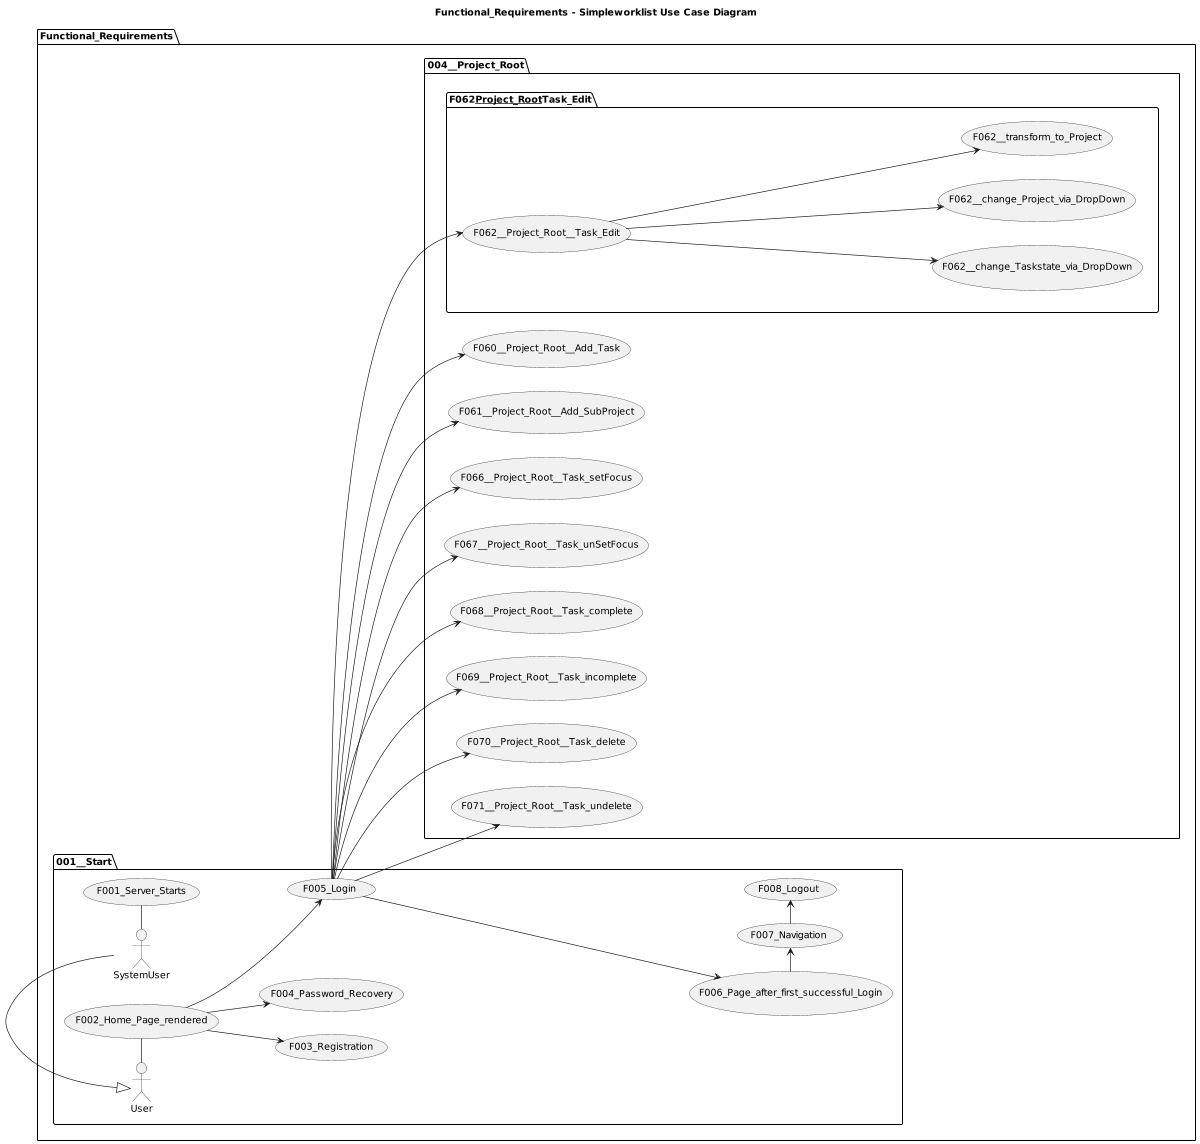 Functional_Requirements - Simpleworklist Use Case Diagram
Functional_Requirements
004__Project_Root
F062Project_RootTask_Edit
F062__transform_to_Project
F062__change_Project_via_DropDown
F062__Project_Root__Task_Edit
F062__change_Taskstate_via_DropDown
F060__Project_Root__Add_Task
F061__Project_Root__Add_SubProject
F066__Project_Root__Task_setFocus
F067__Project_Root__Task_unSetFocus
F068__Project_Root__Task_complete
F069__Project_Root__Task_incomplete
F070__Project_Root__Task_delete
F071__Project_Root__Task_undelete
001__Start
F001_Server_Starts
F005_Login
F008_Logout
F007_Navigation
SystemUser
F004_Password_Recovery
F006_Page_after_first_successful_Login
F002_Home_Page_rendered
F003_Registration
User